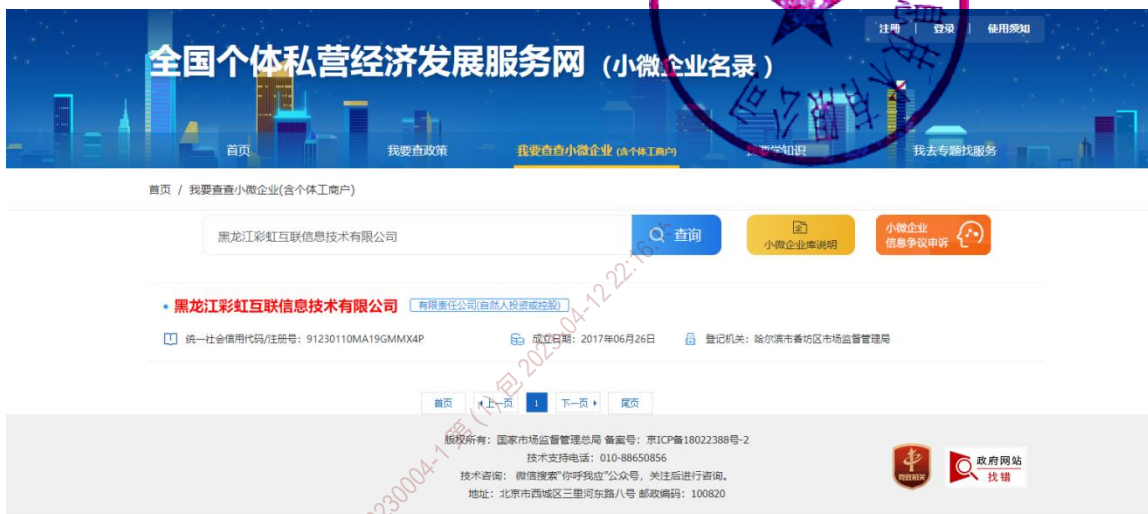 注册 | 登录 | 使用须知
全国个体私营经济发展服务网（小微企业名录）
首页 我要查政策 我要查查小微企业 (含个体工商户) 我要学知识 我去专题找服务
首页 / 我要查查小微企业(含个体工商户)
黑龙江彩虹互联信息技术有限公司 查询 小微企业库说明 小微企业
信息争议申诉
黑龙江彩虹互联信息技术有限公司 有限责任公司(自然人投资或控股)
统一社会信用代码/注册号：91230110MA19GMMX4P 成立日期：2017年06月26日 登记机关：哈尔滨市香坊区市场监督管理局
首页 上一页 1 下一页 尾页
版权所有：国家市场监督管理总局 备案号：京ICP备18022388号-2
技术支持电话：010-88650856
技术咨询： 微信搜索"你呼我应"公众号，关注后进行咨询。
地址：北京市西城区三里河东路八号 邮政编码：100820
党政机关
政府网站
找错
230004-1 第 (1) 包 2023-04-12 22:16